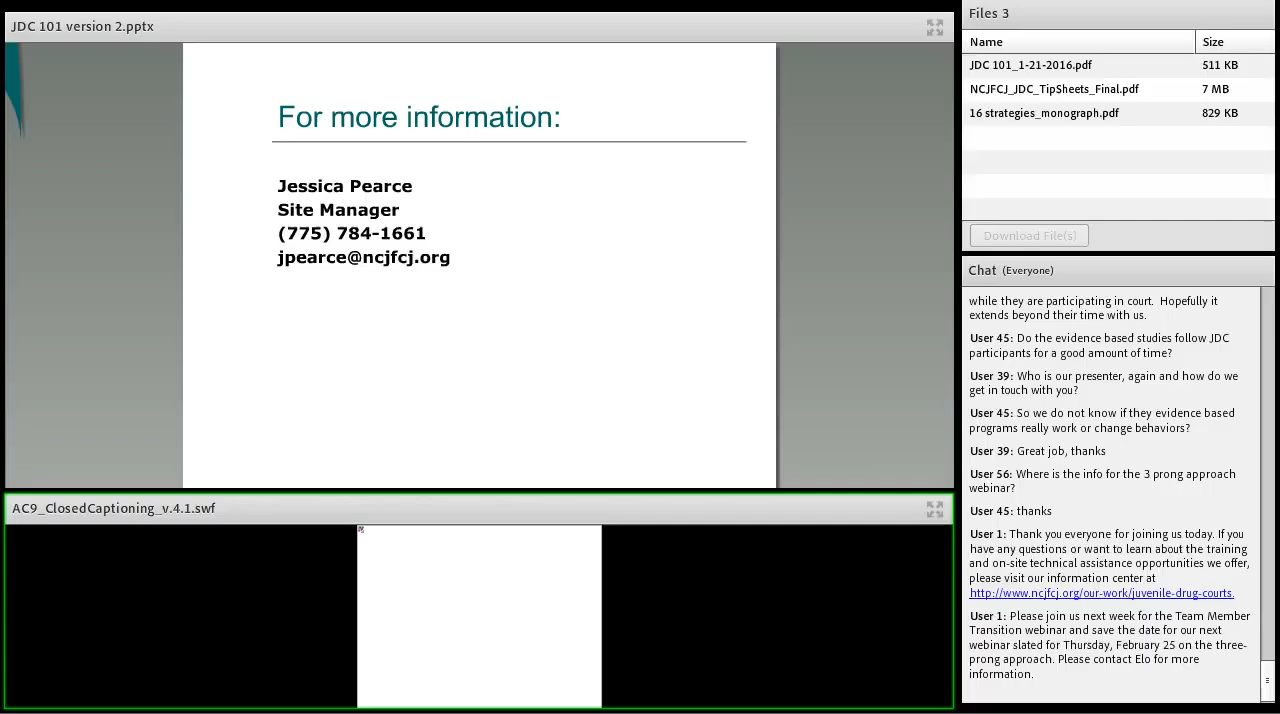 JDC 101 version 2.pptx
For more information:
Jessica Pearce
Site Manager
(775) 784-1661
jpearce@ncjfcj.org
AC9_ClosedCaptioning_v.4.1.swf
Files 3
Name Size
JDC 101_1-21-2016.pdf 511 KB
NCJFCJ_JDC_TipSheets_Final.pdf 7 MB
16 strategies_monograph.pdf 829 KB
Download File(s)
Chat (Everyone)
while they are participating in court. Hopefully it
extends beyond their time with us.
User 45: Do the evidence based studies follow JDC
participants for a good amount of time?
User 39: Who is our presenter, again and how do we
get in touch with you?
User 45: So we do not know if they evidence based
programs really work or change behaviors?
User 39: Great job, thanks
User 56: Where is the info for the 3 prong approach
webinar?
User 45: thanks
User 1: Thank you everyone for joining us today. If you
have any questions or want to learn about the training
and on-site technical assistance opportunities we offer,
please visit our information center at
http://www.ncjfcj.org/our-work/juvenile-drug-courts.
User 1: Please join us next week for the Team Member
Transition webinar and save the date for our next
webinar slated for Thursday, February 25 on the three-
prong approach. Please contact Elo for more
information.